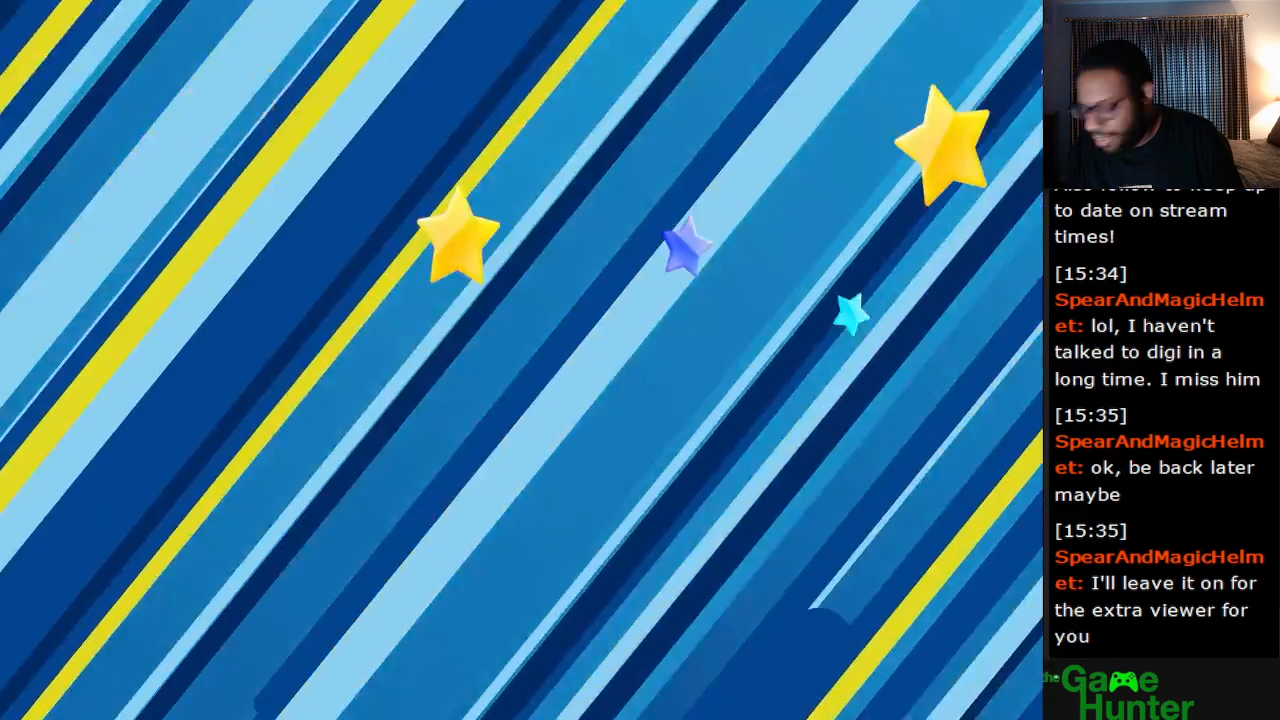 to date on stream
times!
[15:34]
SpearAndMagicHelm
et: lol, I haven't
talked to digi in a
long time. I miss him
[15:35]
SpearAndMagicHelm
et: ok, be back later
maybe
[15:35]
SpearAndMagicHelm
et: I'll leave it on for
the extra viewer for
you
the Game
Hunter